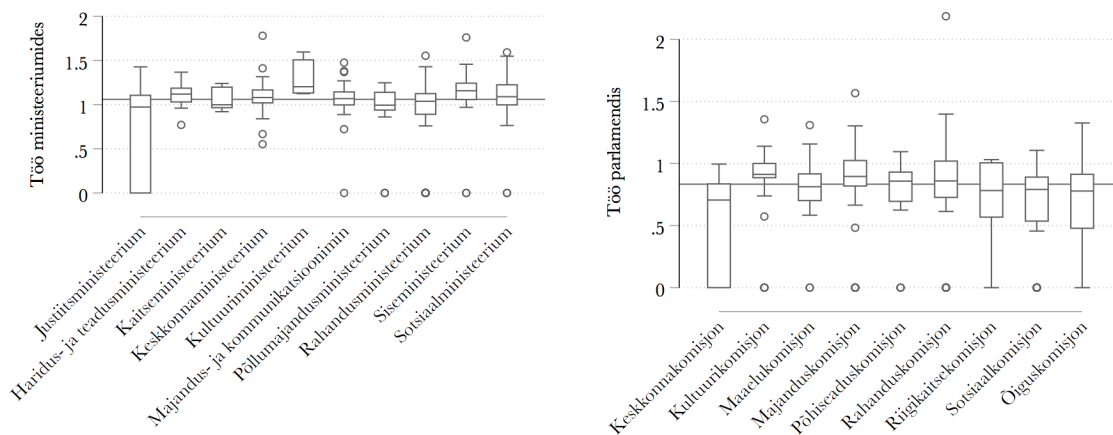 Töö ministeeriumides
2
1.5
1
.5
0
Justiitsministeerium
Haridus- ja teadusministeerium
Kaitseministeerium
Keskkonnaministeerium
Kultuuriministeerium
Majandus- ja kommunikatsioonimin
Põllumajandusministeerium
Rahandusministeerium
Siseministeerium
Sotsiaalministeerium
Töö parlamendis
2
1.5
1
.5
0
Keskkonnakomisjon
Kultuurikomisjon
Maaelukomisjon
Majanduskomisjon
Põhiseaduskomisjon
Rahanduskomisjon
Riigikaitsekomisjon
Sotsiaalkomisjon
Õiguskomisjon